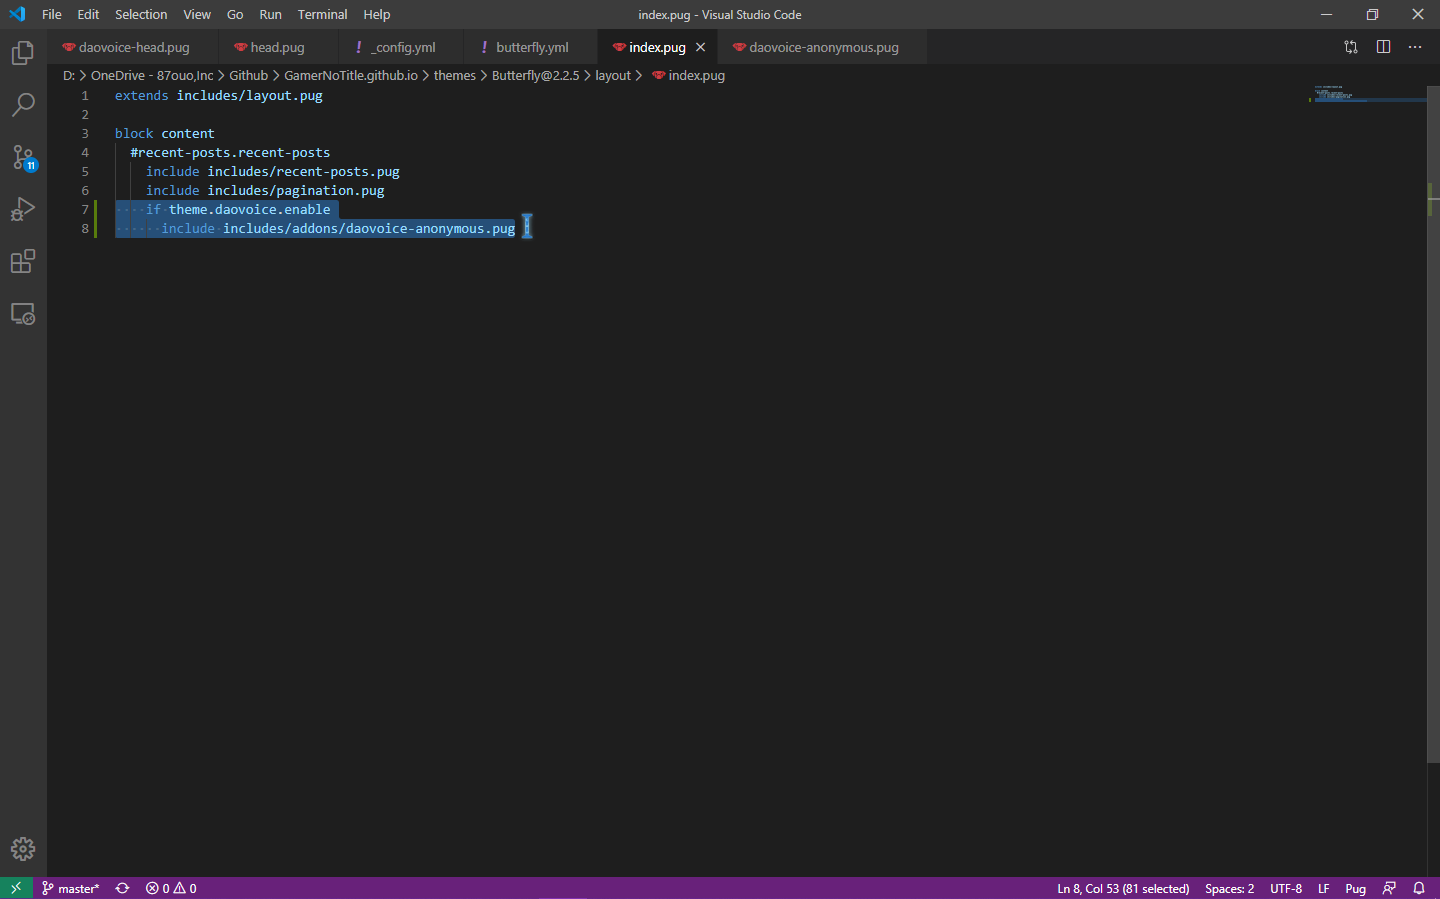 File Edit Selection View Go Run Terminal Help
index.pug - Visual Studio Code
daovoice-head.pug
head.pug
! _config.yml
! butterfly.yml
index.pug
daovoice-anonymous.pug
D: > OneDrive - 87ouo,Inc > Github > GamerNoTitle.github.io > themes > Butterfly@2.2.5 > layout > index.pug
1 extends includes/layout.pug
2
3 block content
4 #recent-posts.recent-posts
5 include includes/recent-posts.pug
6 include includes/pagination.pug
7 if theme.daovoice.enable
8 include includes/addons/daovoice-anonymous.pug
11
master* 0 0
Ln 8, Col 53 (81 selected) Spaces: 2 UTF-8 LF Pug